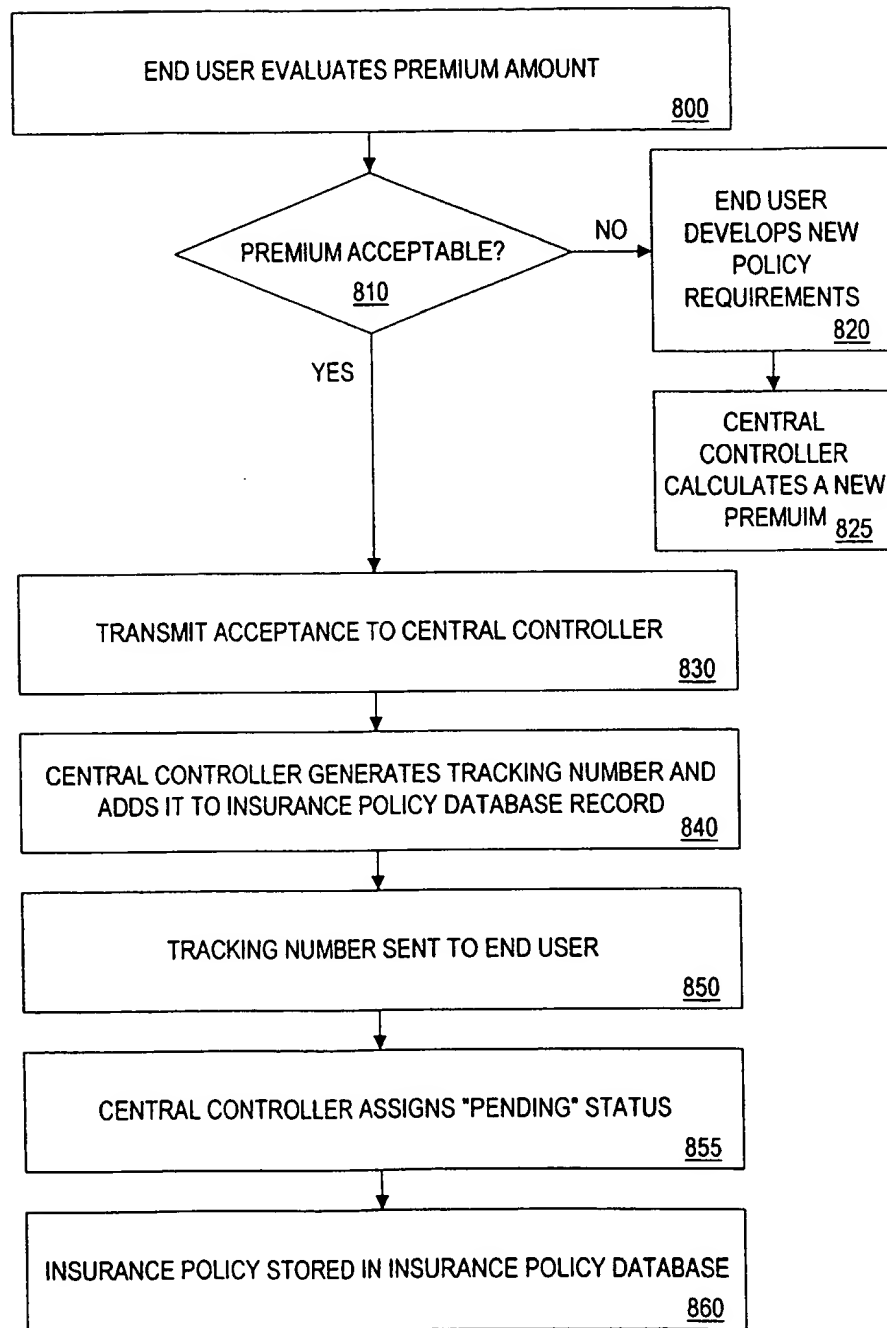 END USER EVALUATES PREMIUM AMOUNT
800
PREMIUM ACCEPTABLE?
810
NO
YES
END USER
DEVELOPS NEW
POLICY
REQUIREMENTS
820
CENTRAL
CONTROLLER
CALCULATES A NEW
PREMUIM
825
TRANSMIT ACCEPTANCE TO CENTRAL CONTROLLER
830
CENTRAL CONTROLLER GENERATES TRACKING NUMBER AND
ADDS IT TO INSURANCE POLICY DATABASE RECORD
840
TRACKING NUMBER SENT TO END USER
850
CENTRAL CONTROLLER ASSIGNS "PENDING" STATUS
855
INSURANCE POLICY STORED IN INSURANCE POLICY DATABASE
860